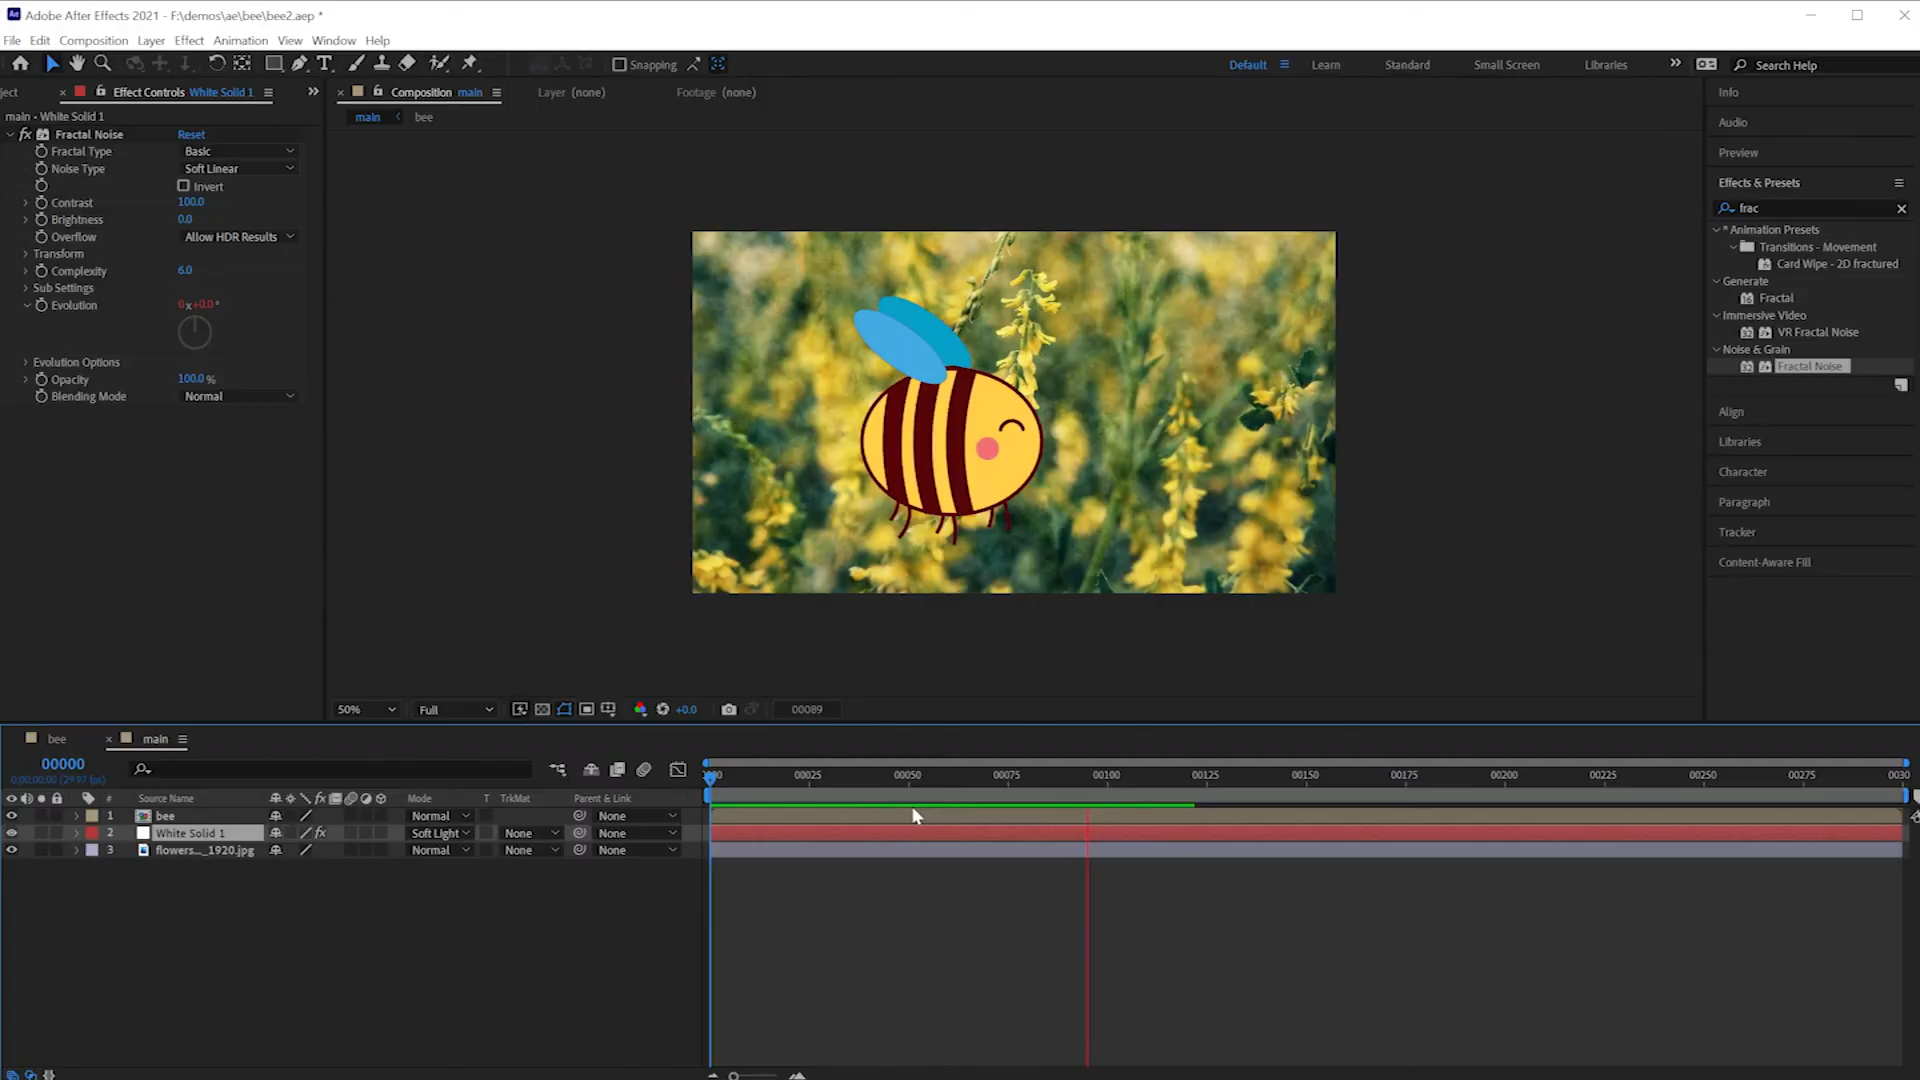 Ae Adobe After Effects 2021 - F:\demos\ae\bee\bee2.aep *
File Edit Composition Layer Effect Animation View Window Help
Snapping
Default Learn Standard Small Screen Libraries Search Help
ject Effect Controls White Solid 1
Composition main Layer (none) Footage (none)
main bee
main - White Solid 1
fx Fractal Noise Reset
Fractal Type Basic
Noise Type Soft Linear
Invert
Contrast 100.0
Brightness 0.0
Overflow Allow HDR Results
Transform
Complexity 6.0
Sub Settings
Evolution 0x+0.0°
Evolution Options
Opacity 100.0 %
Blending Mode Normal
Info
Audio
Preview
Effects & Presets
frac
* Animation Presets
Transitions - Movement
Card Wipe - 2D fractured
Generate
Fractal
Immersive Video
VR Fractal Noise
Noise & Grain
Fractal Noise
Align
Libraries
Character
Paragraph
Tracker
Content-Aware Fill
50% Full +0.0 00089
bee main
00000
0;00;00;00 (29.97 fps)
00025 00050 00075 00100 00125 00150 00175 00200 00225 00250 00275 0030
# Source Name fx Mode T TrkMat Parent & Link
1 bee Normal None
2 White Solid 1 fx Soft Light None None
3 flowers..._1920.jpg Normal None None